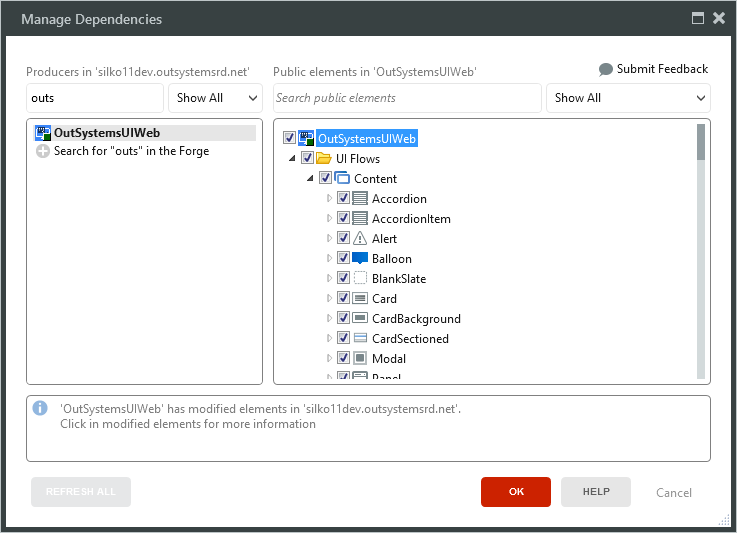 Manage Dependencies
Producers in 'silko11dev.outsystemsrd.net'
Public elements in 'OutSystemsUIWeb'
Submit Feedback
outs
Show All
Search public elements
Show All
OutSystemsUIWeb
Search for "outs" in the Forge
OutSystemsUIWeb
UI Flows
Content
Accordion
AccordionItem
Alert
Balloon
BlankSlate
Card
CardBackground
CardSectioned
Modal
Panel
'OutSystemsUIWeb' has modified elements in 'silko11dev.outsystemsrd.net'.
Click in modified elements for more information
REFRESH ALL
OK
HELP
Cancel